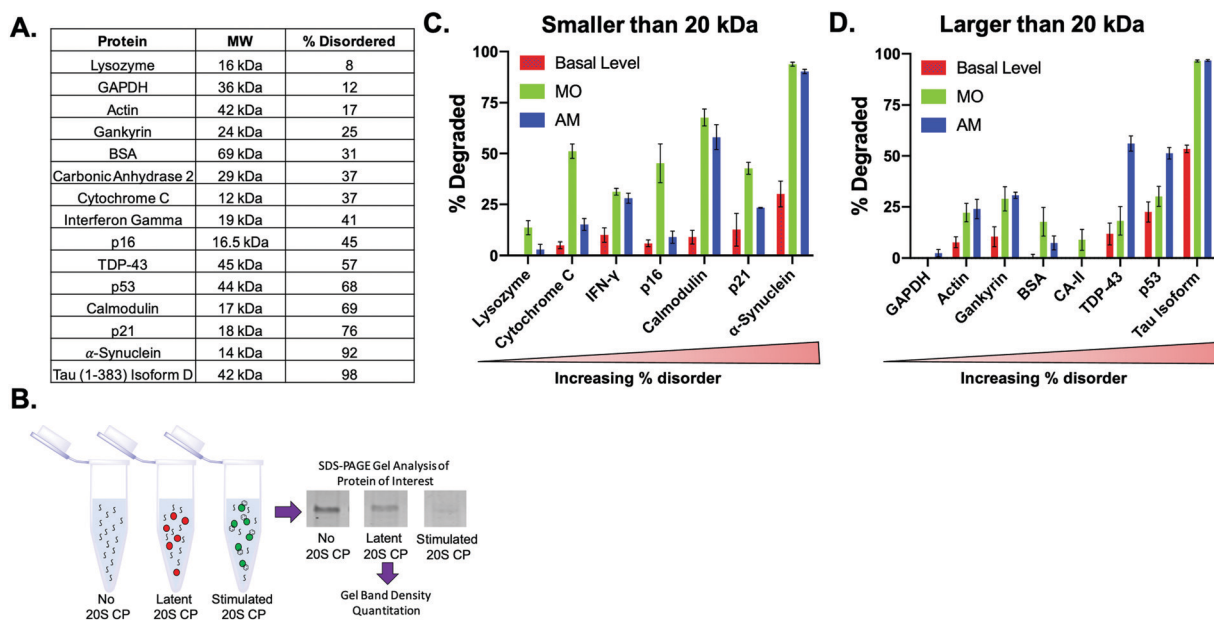 A.
Protein MW % Disordered
Lysozyme 16 kDa 8
GAPDH 36 kDa 12
Actin 42 kDa 17
Gankyrin 24 kDa 25
BSA 69 kDa 31
Carbonic Anhydrase 2 29 kDa 37
Cytochrome C 12 kDa 37
Interferon Gamma 19 kDa 41
p16 16.5 kDa 45
TDP-43 45 kDa 57
p53 44 kDa 68
Calmodulin 17 kDa 69
p21 18 kDa 76
α-Synuclein 14 kDa 92
Tau (1-383) Isoform D 42 kDa 98
B.
No
20S CP
Latent
20S CP
Stimulated
20S CP
SDS-PAGE Gel Analysis of
Protein of Interest
No
20S CP
Latent
20S CP
Stimulated
20S CP
Gel Band Density
Quantitation
C.
Smaller than 20 kDa
% Degraded
100
75
50
25
0
Basal Level
MO
AM
Lysozyme
Cytochrome C
IFN-γ
p16
Calmodulin
p21
α-Synuclein
Increasing % disorder
D.
Larger than 20 kDa
% Degraded
100
75
50
25
0
Basal Level
MO
AM
GAPDH
Actin
Gankyrin
BSA
CA-II
TDP-43
p53
Tau Isoform
Increasing % disorder